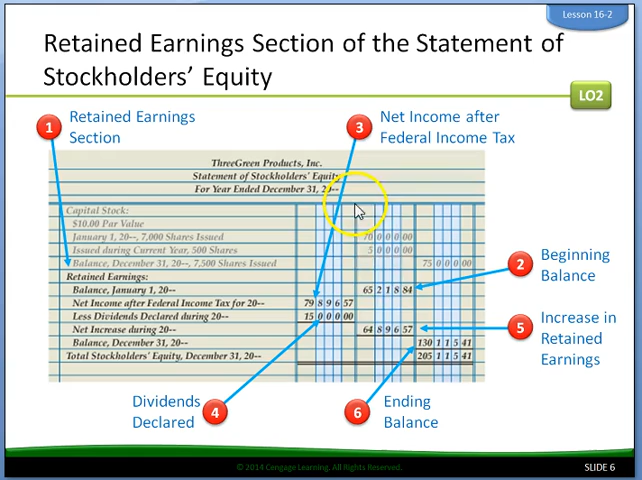 Lesson 16-2
Retained Earnings Section of the Statement of
Stockholders' Equity
LO2
1
Retained Earnings
Section
3
Net Income after
Federal Income Tax
ThreeGreen Products, Inc.
Statement of Stockholders' Equity
For Year Ended December 31, 20--
Capital Stock:
$10.00 Par Value
January 1, 20--, 7,000 Shares Issued 70 0 0 0 00
Issued during Current Year, 500 Shares 5 0 0 0 00
Balance, December 31, 20--, 7,500 Shares Issued 75 0 0 0 00
Retained Earnings:
Balance, January 1, 20-- 65 2 1 8 84
Net Income after Federal Income Tax for 20-- 79 8 9 6 57
Less Dividends Declared during 20-- 15 0 0 0 00
Net Increase during 20-- 64 8 9 6 57
Balance, December 31, 20-- 130 1 1 5 41
Total Stockholders' Equity, December 31, 20-- 205 1 1 5 41
2
Beginning
Balance
5
Increase in
Retained
Earnings
Dividends
Declared
4
6
Ending
Balance
© 2014 Cengage Learning. All Rights Reserved.
SLIDE 6